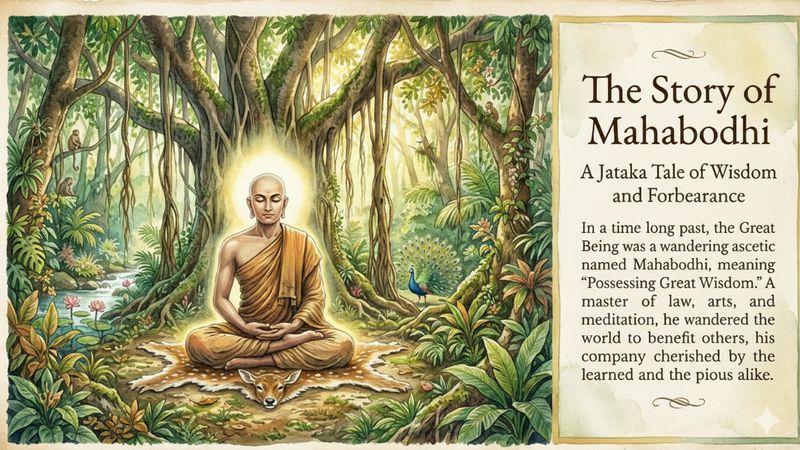 The Story of
Mahabodhi
A Jataka Tale of Wisdom
and Forbearance
In a time long past, the Great
Being was a wandering ascetic
named Mahabodhi, meaning
“Possessing Great Wisdom.” A
master of law, arts, and
meditation, he wandered the
world to benefit others, his
company cherished by the
learned and the pious alike.